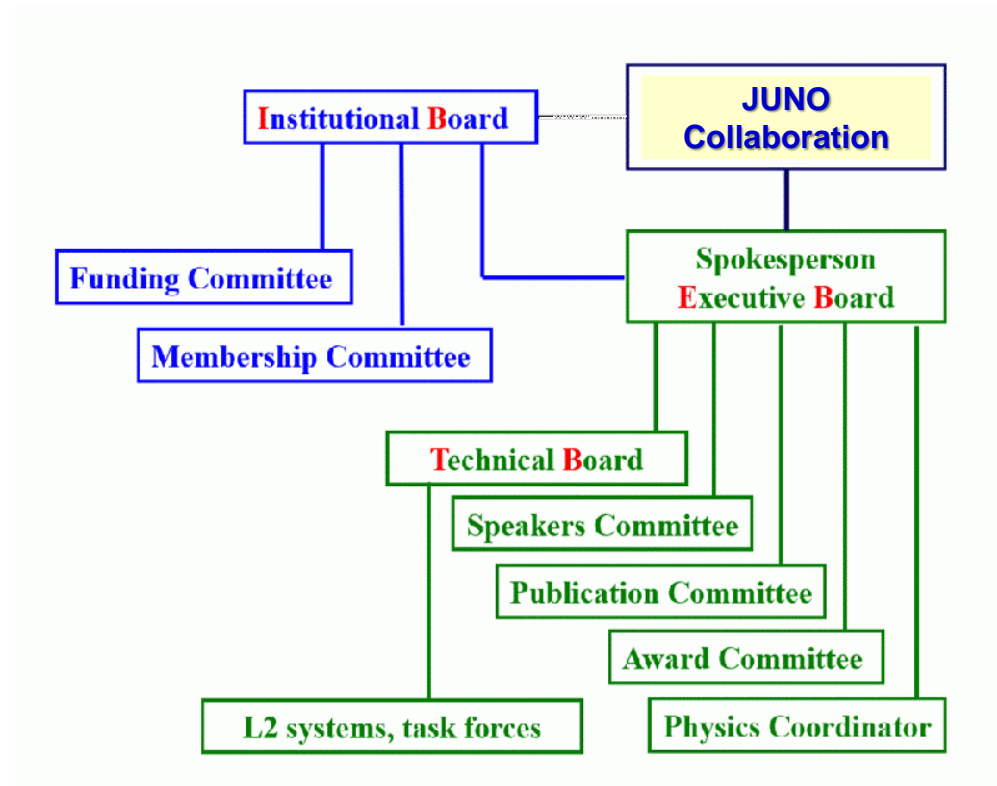 JUNO
Collaboration
Institutional Board
Spokesperson
Executive Board
Funding Committee
Membership Committee
Technical Board
Speakers Committee
Publication Committee
Award Committee
L2 systems, task forces
Physics Coordinator